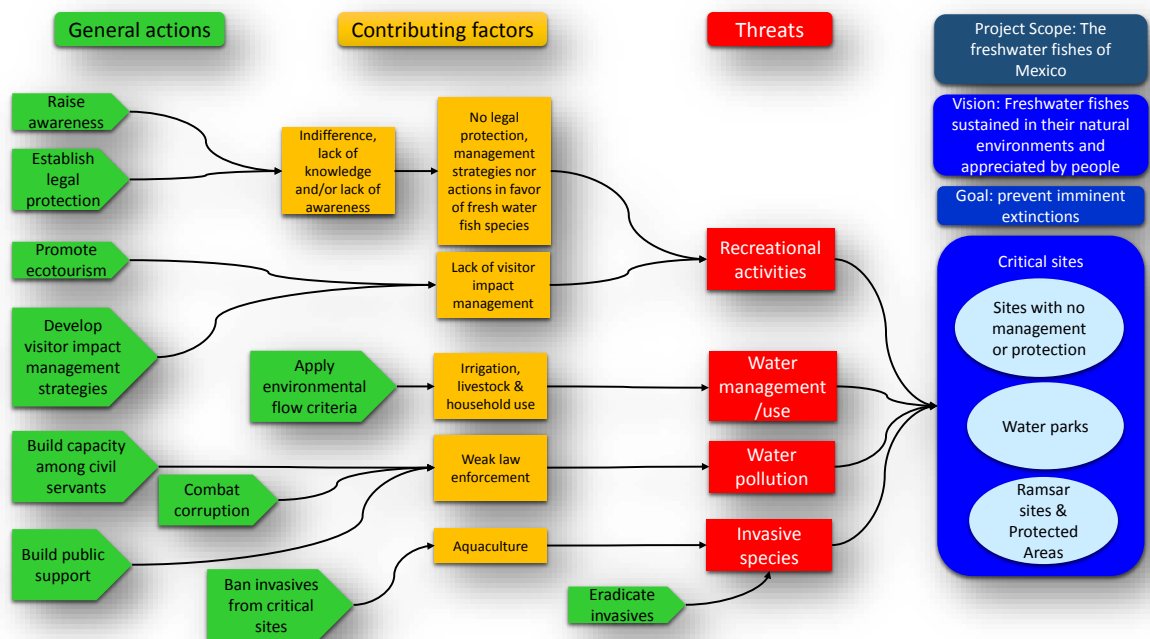 General actions
Contributing factors
Threats
Project Scope: The
freshwater fishes of
Mexico
Raise
awareness
Establish
legal
protection
Promote
ecotourism
Develop
visitor impact
management
strategies
Build capacity
among civil
servants
Combat
corruption
Build public
support
Ban invasives
from critical
sites
Apply
environmental
flow criteria
Eradicate
invasives
Indifference,
lack of
knowledge
and/or lack of
awareness
No legal
protection,
management
strategies nor
actions in favor
of fresh water
fish species
Lack of visitor
impact
management
Irrigation,
livestock &
household use
Weak law
enforcement
Aquaculture
Recreational
activities
Water
management
/use
Water
pollution
Invasive
species
Vision: Freshwater fishes
sustained in their natural
environments and
appreciated by people
Goal: prevent imminent
extinctions
Critical sites
Sites with no
management
or protection
Water parks
Ramsar
sites &
Protected
Areas